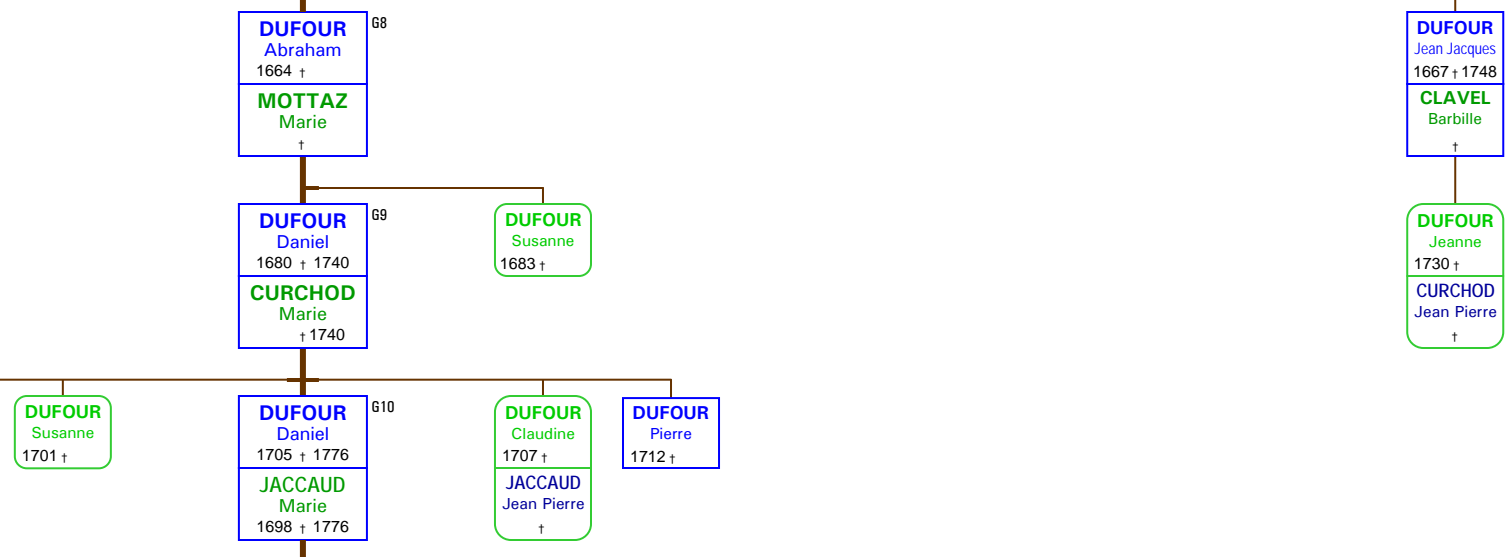 DUFOUR
Abraham
1664 †
G8
MOTTAZ
Marie
†
DUFOUR
Jean Jacques
1667 † 1748
CLAVEL
Barbille
†
DUFOUR
Daniel
1680 † 1740
G9
CURCHOD
Marie
† 1740
DUFOUR
Susanne
1683 †
DUFOUR
Jeanne
1730 †
CURCHOD
Jean Pierre
†
DUFOUR
Susanne
1701 †
DUFOUR
Daniel
1705 † 1776
G10
JACCAUD
Marie
1698 † 1776
DUFOUR
Claudine
1707 †
JACCAUD
Jean Pierre
†
DUFOUR
Pierre
1712 †